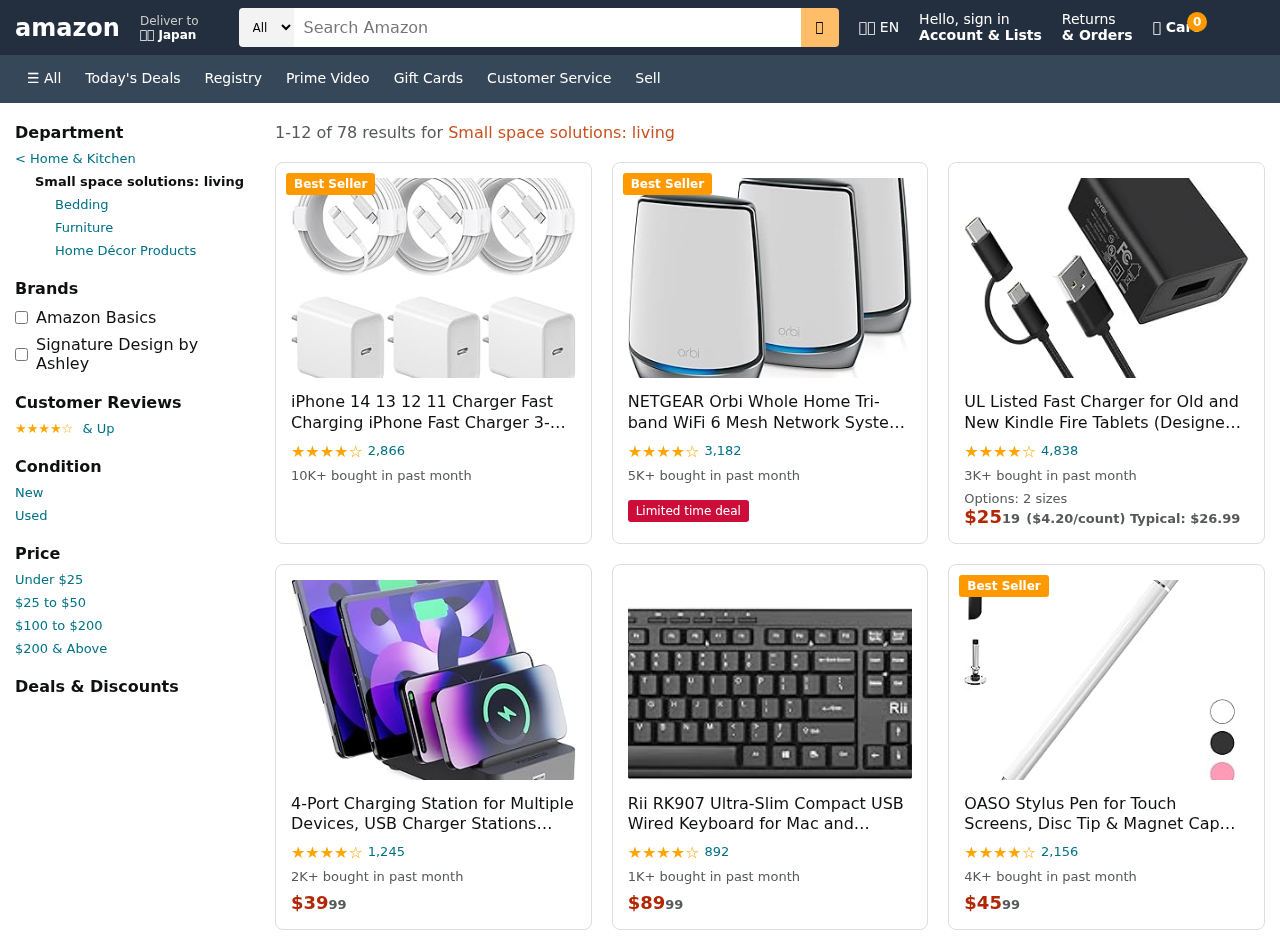 amazon
Deliver to
Japan
All
Search Amazon
EN
Hello, sign in
Account & Lists
Returns
& Orders
0
☰ All
Today's Deals
Registry
Prime Video
Gift Cards
Customer Service
Sell
Department
< Home & Kitchen
Small space solutions: living
Bedding
Furniture
Home Décor Products
Brands
Amazon Basics
Signature Design by
Ashley
Customer Reviews
★★★★☆ & Up
Condition
New
Used
Price
Under $25
$25 to $50
$100 to $200
$200 & Above
Deals & Discounts
1-12 of 78 results for Small space solutions: living
Best Seller
iPhone 14 13 12 11 Charger Fast
Charging iPhone Fast Charger 3-…
★★★★☆ 2,866
10K+ bought in past month
Best Seller
orbi
orbi
NETGEAR Orbi Whole Home Tri-
band WiFi 6 Mesh Network Syste…
★★★★☆ 3,182
5K+ bought in past month
Limited time deal
UL Listed Fast Charger for Old and
New Kindle Fire Tablets (Designe…
★★★★☆ 4,838
3K+ bought in past month
Options: 2 sizes
$25 19 ($4.20/count) Typical: $26.99
4-Port Charging Station for Multiple
Devices, USB Charger Stations…
★★★★☆ 1,245
2K+ bought in past month
$39 99
Rii
Rii RK907 Ultra-Slim Compact USB
Wired Keyboard for Mac and…
★★★★☆ 892
1K+ bought in past month
$89 99
Best Seller
OASO Stylus Pen for Touch
Screens, Disc Tip & Magnet Cap…
★★★★☆ 2,156
4K+ bought in past month
$45 99